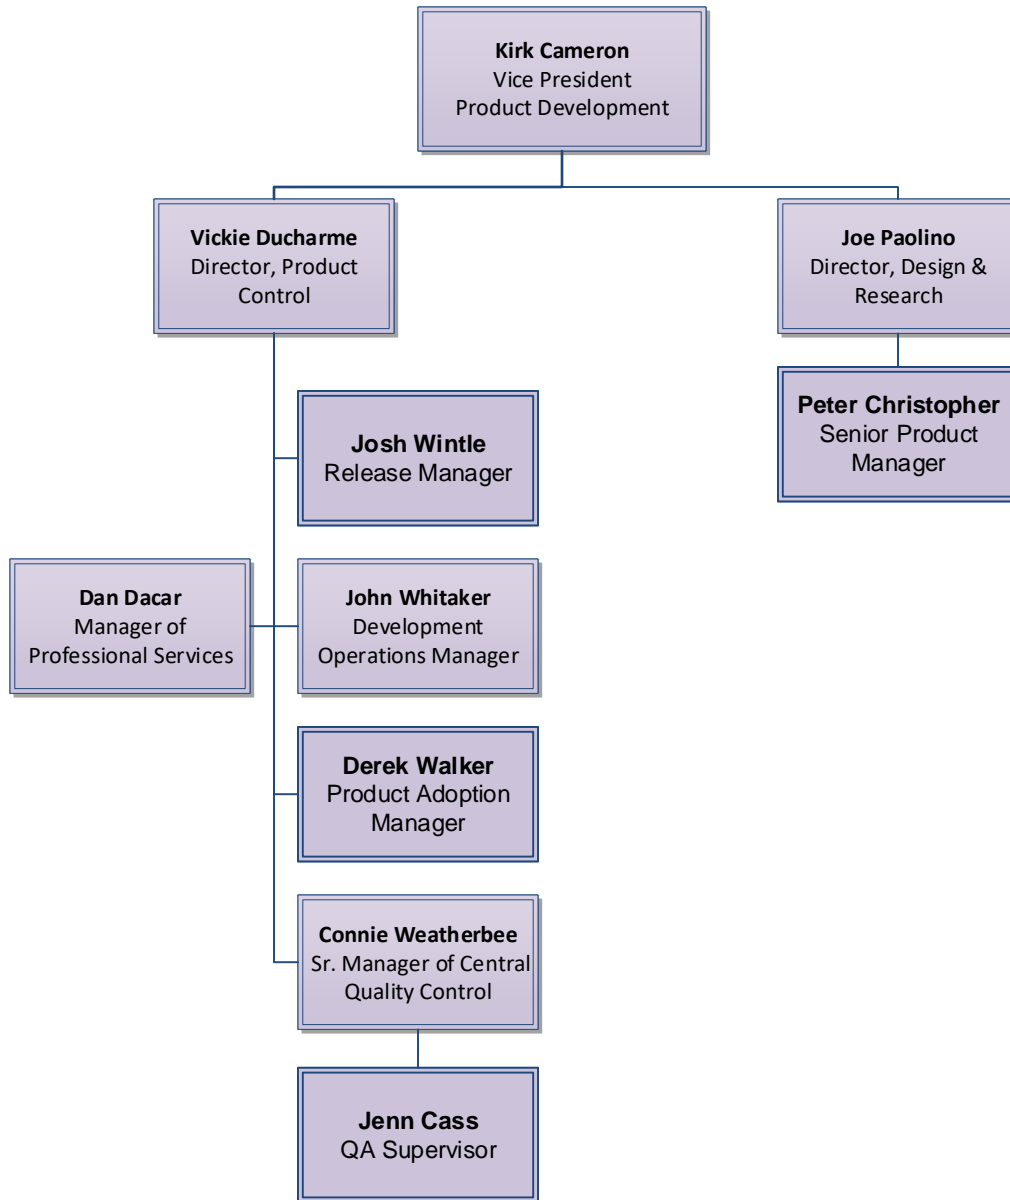 Kirk Cameron
Vice President
Product Development
Vickie Ducharme
Director, Product
Control
Joe Paolino
Director, Design &
Research
Peter Christopher
Senior Product
Manager
Josh Wintle
Release Manager
Dan Dacar
Manager of
Professional Services
John Whitaker
Development
Operations Manager
Derek Walker
Product Adoption
Manager
Connie Weatherbee
Sr. Manager of Central
Quality Control
Jenn Cass
QA Supervisor